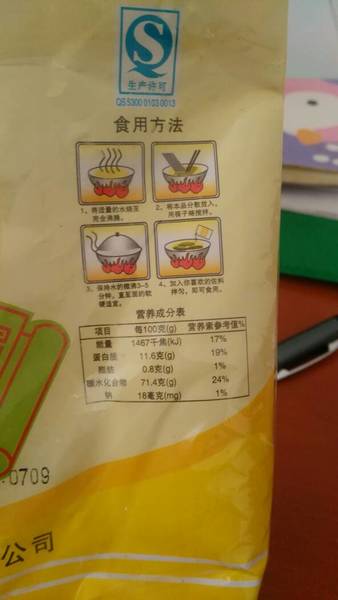 S
生产许可
QS5300 0103 0013
食用方法
1、将适量的水烧至
完全沸腾。
2、将本品分散放入，
用筷子略搅拌。
3、保持水的微沸3-5
分钟，直至面的软
硬适宜。
4、加入你喜欢的佐料
拌匀，即可食用。
营养成分表
项目 每100克(g) 营养素参考值%
能量 1467千焦(kJ) 17%
蛋白质 11.6克(g) 19%
脂肪 0.8克(g) 1%
碳水化合物 71.4克(g) 24%
钠 18毫克(mg) 1%
0709
公司